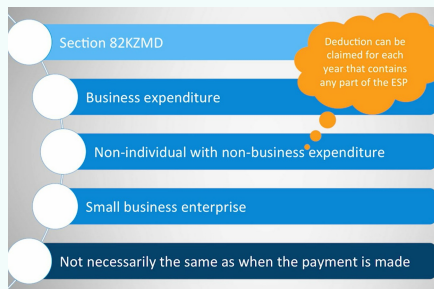 Section 82KZMD
Deduction can be
claimed for each
year that contains
any part of the ESP
Business expenditure
Non-individual with non-business expenditure
Small business enterprise
Not necessarily the same as when the payment is made